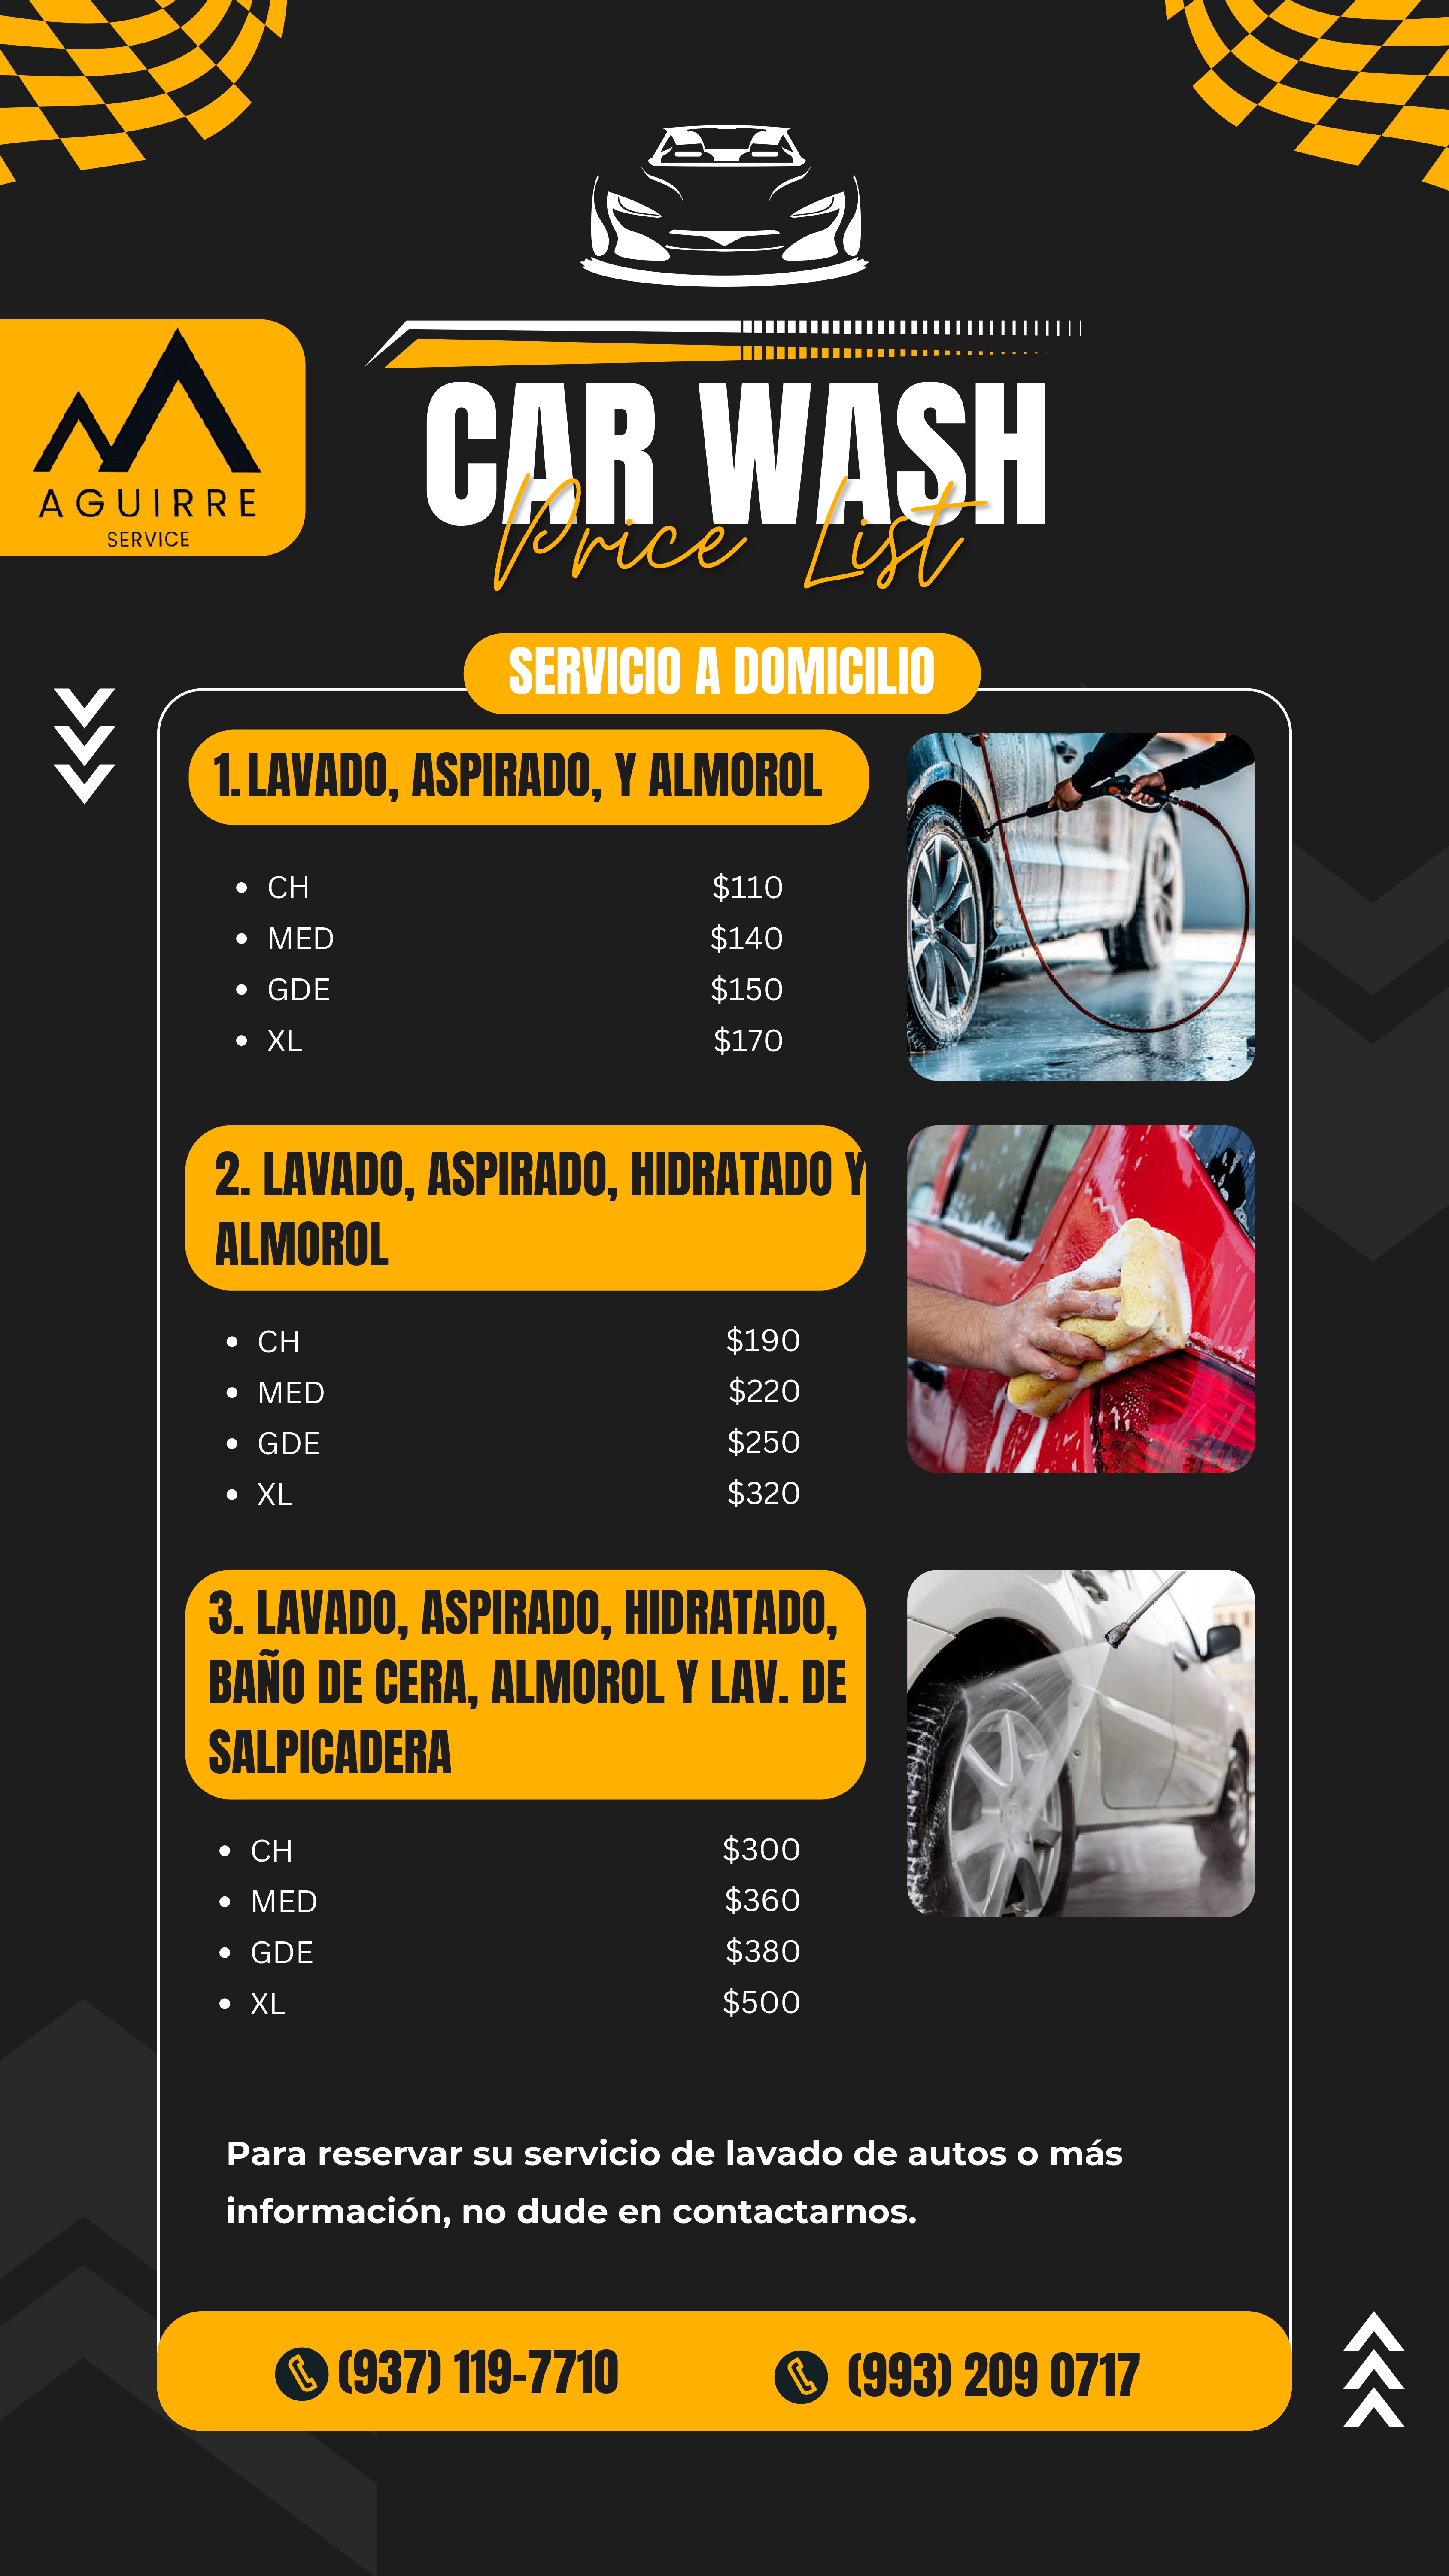 AGUIRRE
SERVICE
CAR WASH
Price List
SERVICIO A DOMICILIO
1. LAVADO, ASPIRADO, Y ALMOROL
CH $110
MED $140
GDE $150
XL $170
2. LAVADO, ASPIRADO, HIDRATADO Y
ALMOROL
CH $190
MED $220
GDE $250
XL $320
3. LAVADO, ASPIRADO, HIDRATADO,
BAÑO DE CERA, ALMOROL Y LAV. DE
SALPICADERA
CH $300
MED $360
GDE $380
XL $500
Para reservar su servicio de lavado de autos o más
información, no dude en contactarnos.
(937) 119-7710 (993) 209 0717